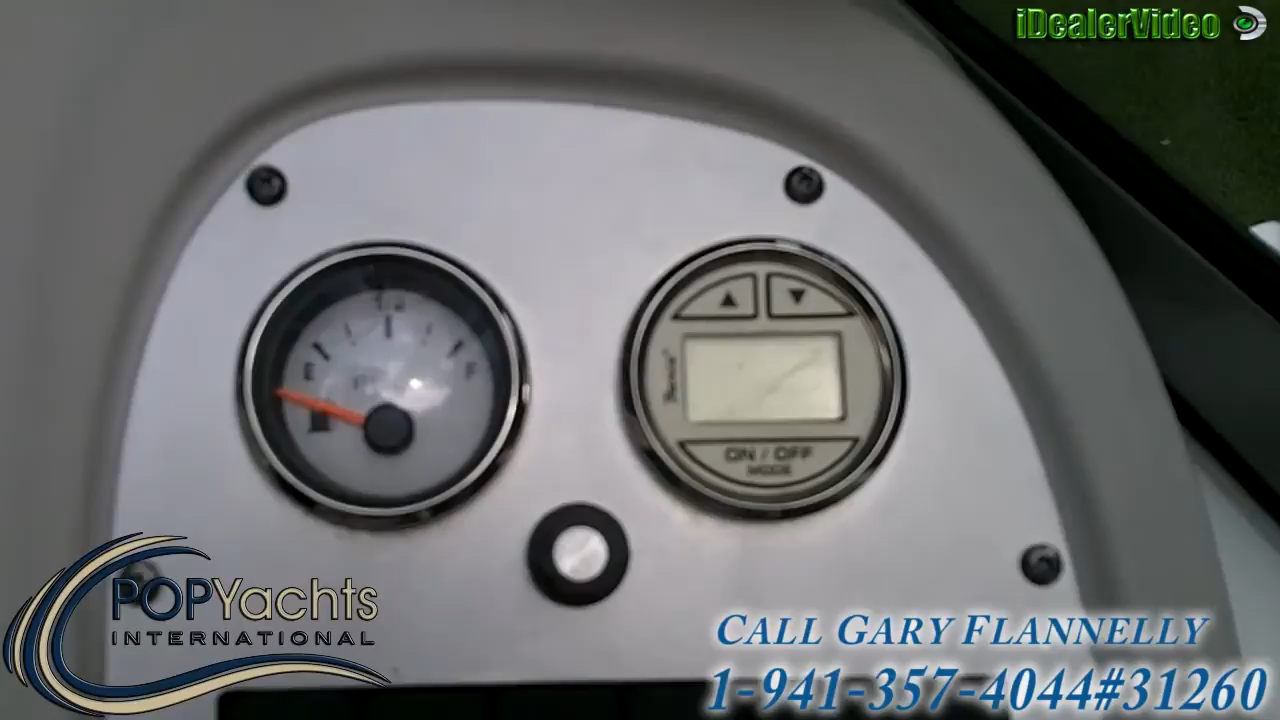 iDealerVideo
1/2
E
F
ON / OFF
MODE
POPYachts
INTERNATIONAL
CALL GARY FLANNELLY
1-941-357-4044#31260